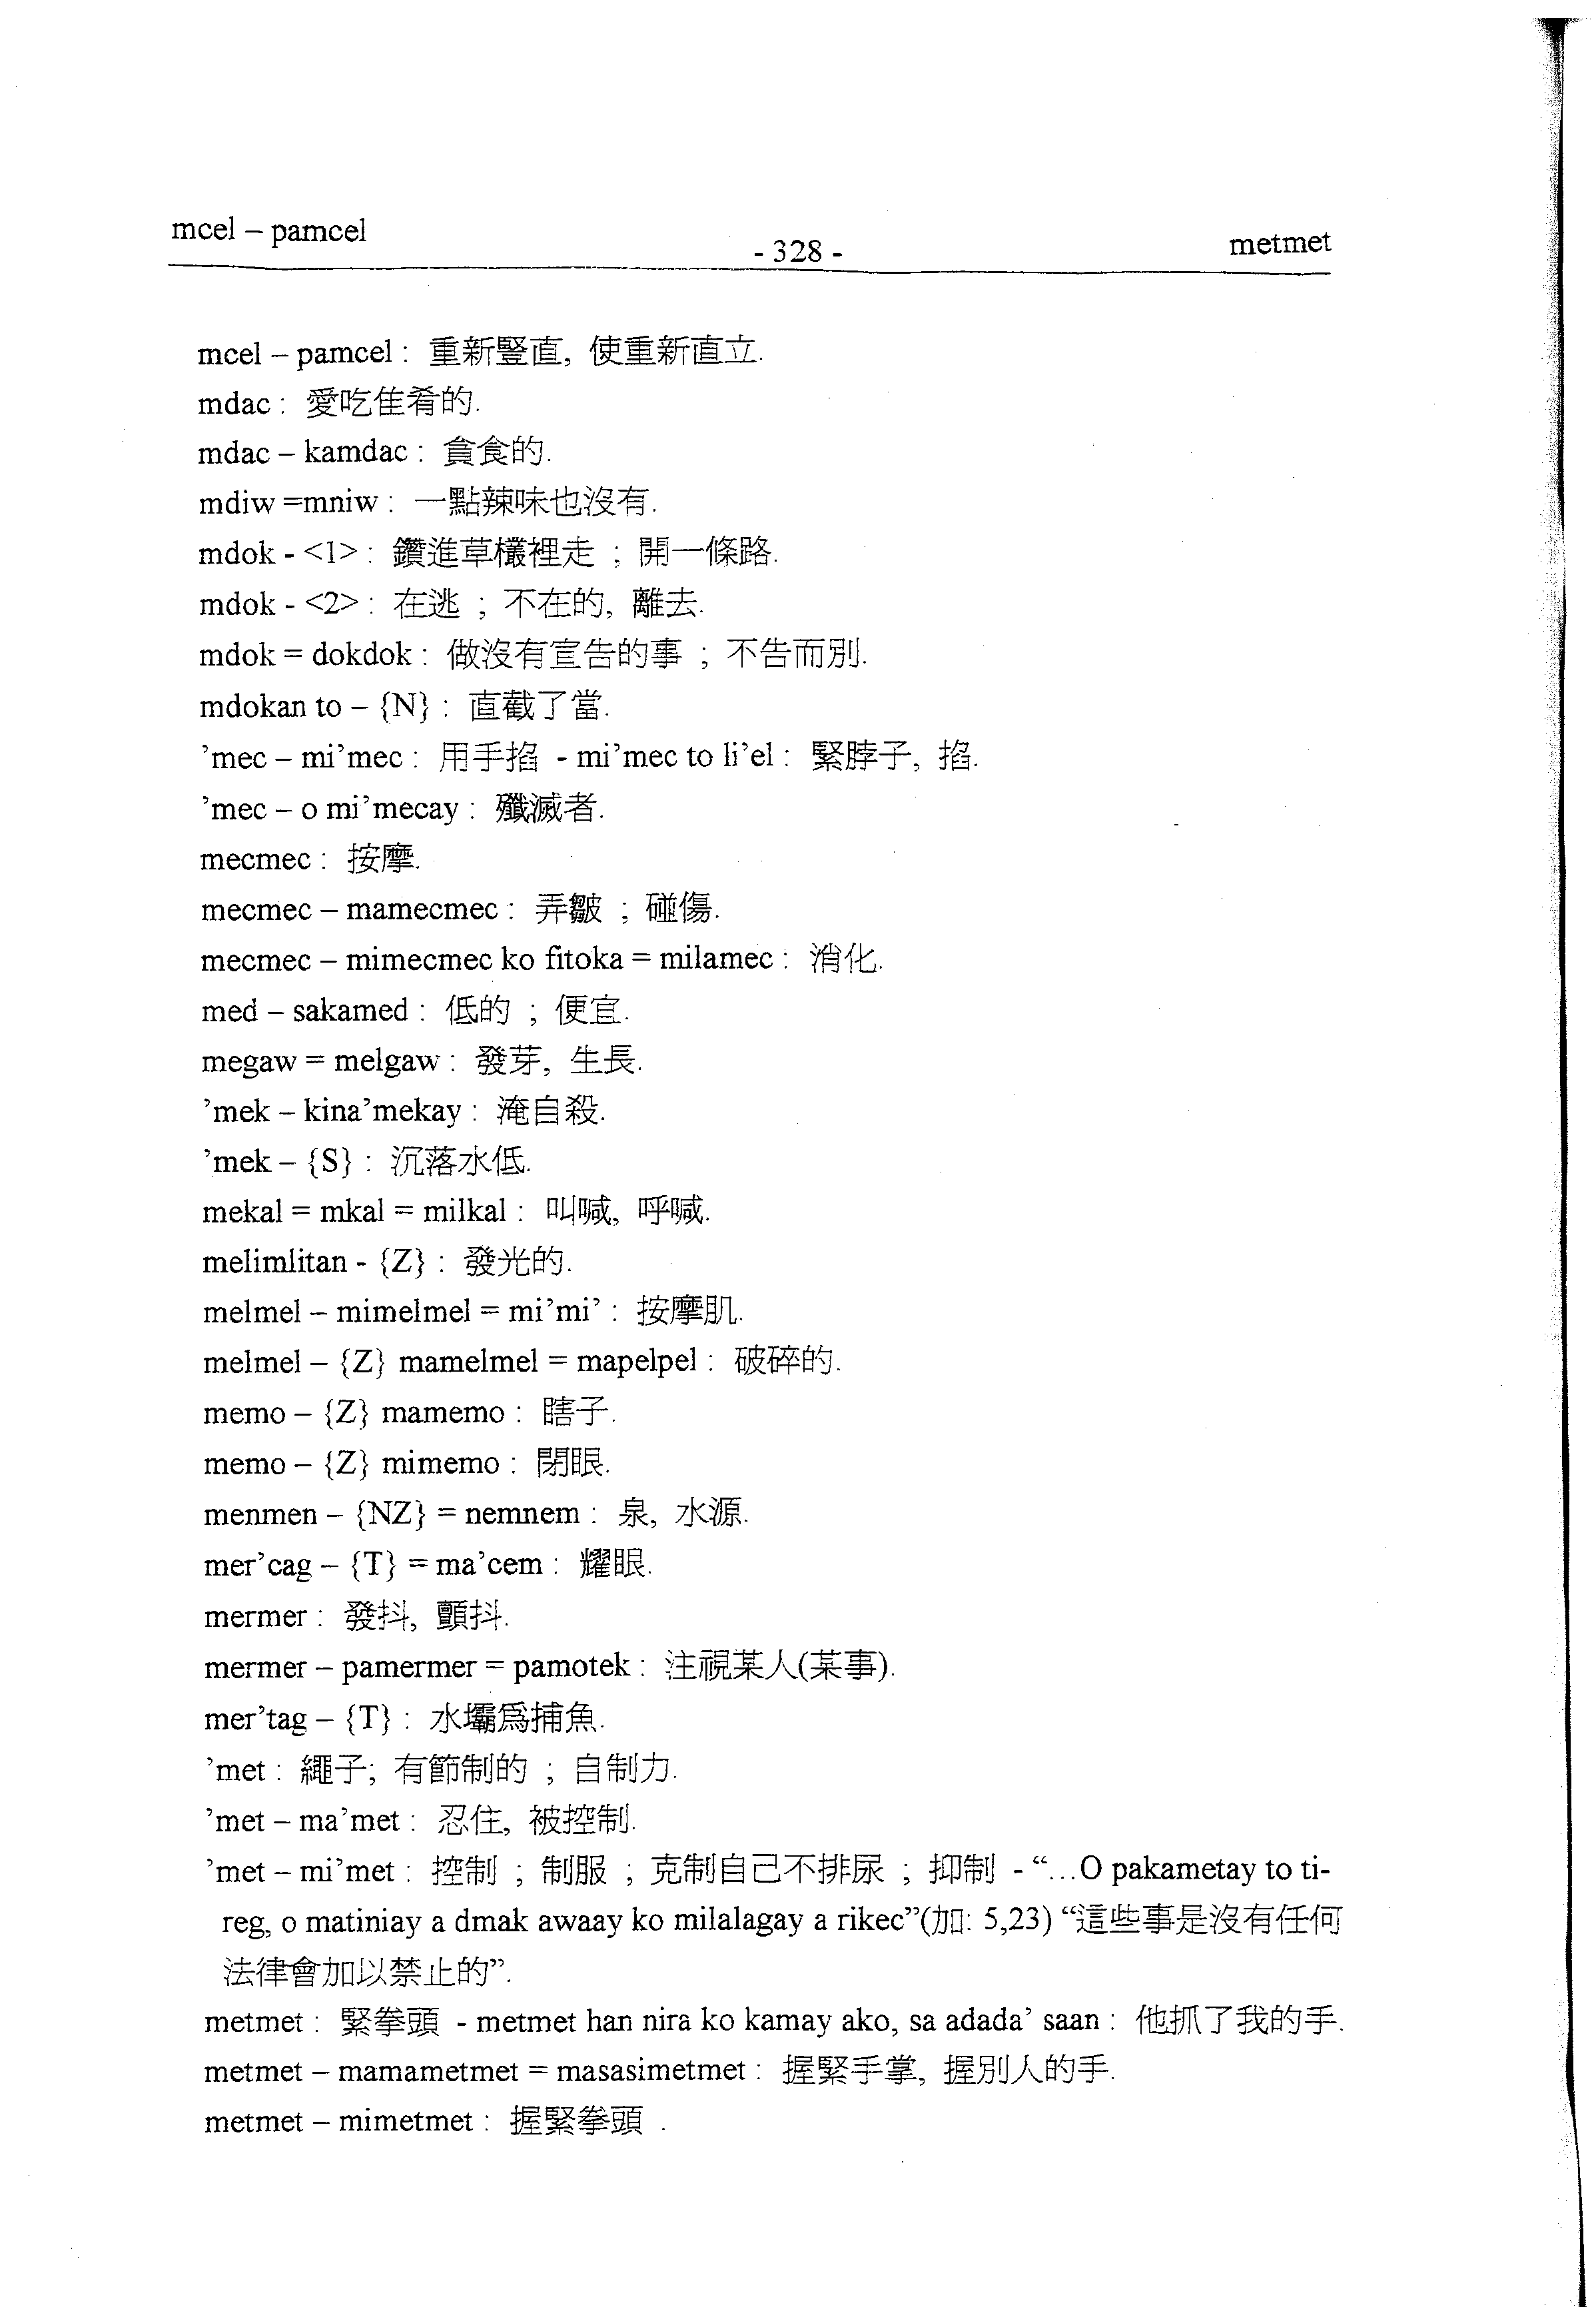 mcel – pamcel
- 328 -
metmet
mcel – pamcel : 重新豎直, 使重新直立.
mdac : 愛吃佳肴的.
mdac – kamdac : 貪食的.
mdiw =mniw : 一點辣味也沒有.
mdok - <1> : 鑽進草欉裡走 ; 開一條路.
mdok - <2> : 在逃 ; 不在的, 離去.
mdok = dokdok : 做沒有宣告的事 ; 不告而別.
mdokan to – {N} : 直截了當.
’mec – mi’mec : 用手掐 - mi’mec to li’el : 緊脖子, 掐.
’mec – o mi’mecay : 殲滅者.
mecmec : 按摩.
mecmec – mamecmec : 弄皺 ; 碰傷.
mecmec – mimecmec ko fitoka = milamec : 消化.
med – sakamed : 低的 ; 便宜.
megaw = melgaw : 發芽, 生長.
’mek – kina’mekay : 淹自殺.
’mek – {S} : 沉落水低.
mekal = mkal = milkal : 叫喊, 呼喊.
melimlitan - {Z} : 發光的.
melmel – mimelmel = mi’mi’ : 按摩肌.
melmel – {Z} mamelmel = mapelpel : 破碎的.
memo – {Z} mamemo : 瞎子.
memo – {Z} mimemo : 閉眼.
menmen – {NZ} = nemnem : 泉, 水源.
mer’cag – {T} = ma’cem : 耀眼.
mermer : 發抖, 顫抖.
mermer – pamermer = pamotek : 注視某人(某事).
mer’tag – {T} : 水壩爲捕魚.
’met : 繩子; 有節制的 ; 自制力.
’met – ma’met : 忍住, 被控制.
’met – mi’met : 控制 ; 制服 ; 克制自己不排尿 ; 抑制 - “…O pakametay to ti-
reg, o matiniay a dmak awaay ko milalagay a rikec”(加: 5,23) “這些事是沒有任何
法律會加以禁止的”.
metmet : 緊拳頭 - metmet han nira ko kamay ako, sa adada’ saan : 他抓了我的手.
metmet – mamametmet = masasimetmet : 握緊手掌, 握別人的手.
metmet – mimetmet : 握緊拳頭 .